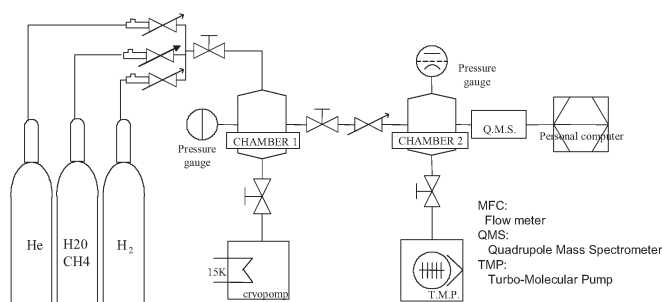 Pressure
gauge
Pressure
gauge
CHAMBER 1
CHAMBER 2
Q.M.S.
Personal computer
He
H20
CH4
H2
15K
cryopomp
T.M.P.
MFC:
Flow meter
QMS:
Quadrupole Mass Spectrometer
TMP:
Turbo-Molecular Pump